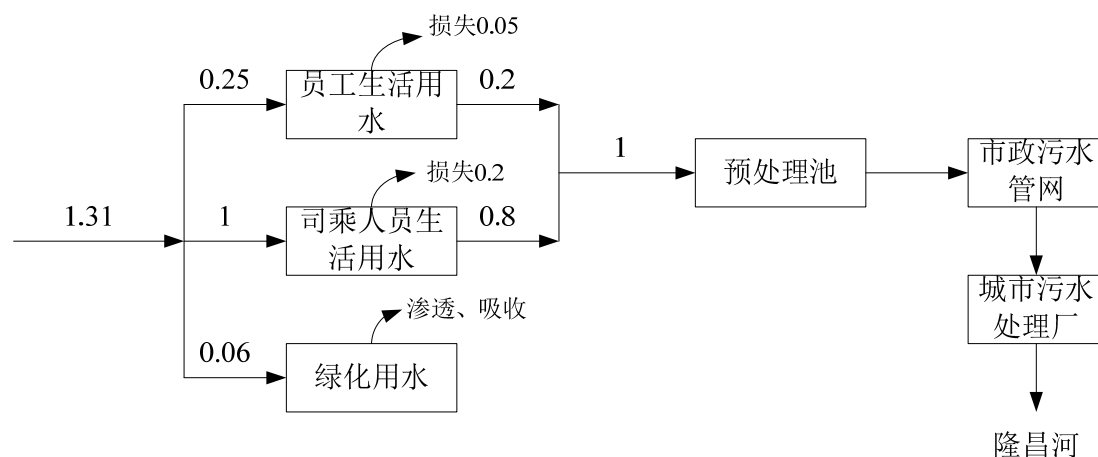 损失0.05
0.25
员工生活用
水
0.2
1
预处理池
市政污水
管网
损失0.2
1.31
1
司乘人员生
活用水
0.8
城市污水
处理厂
渗透、吸收
0.06
绿化用水
隆昌河